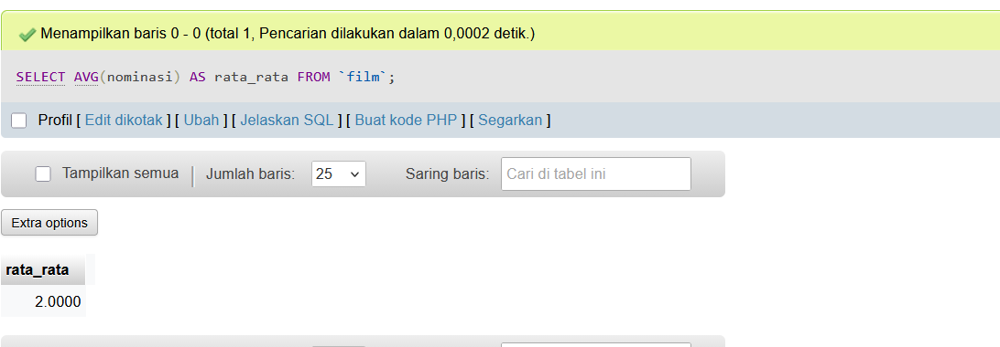 Menampilkan baris 0 - 0 (total 1, Pencarian dilakukan dalam 0,0002 detik.)
SELECT AVG(nominasi) AS rata_rata FROM `film`;
Profil [ Edit dikotak ] [ Ubah ] [ Jelaskan SQL ] [ Buat kode PHP ] [ Segarkan ]
Tampilkan semua | Jumlah baris: 25 Saring baris: Cari di tabel ini
Extra options
rata_rata
2.0000